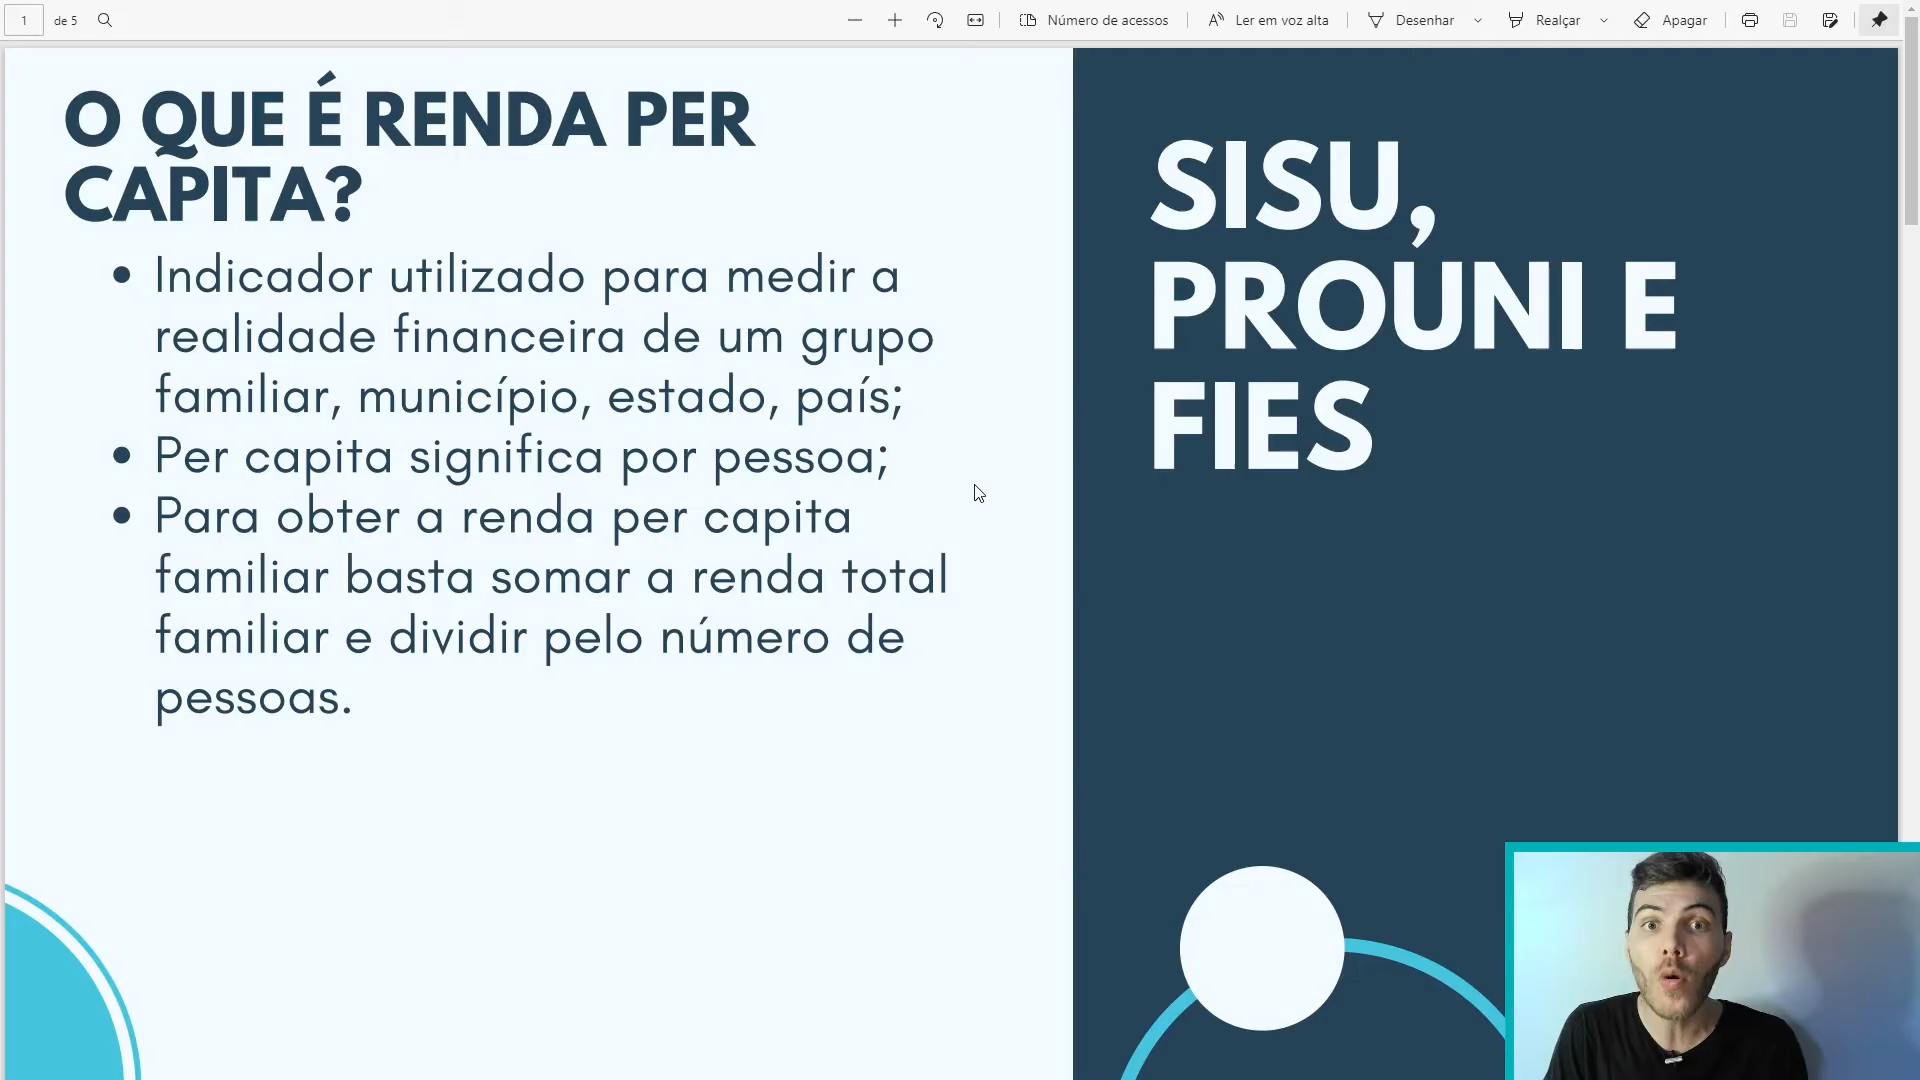 1 de 5
Número de acessos
Ler em voz alta
Desenhar
Realçar
Apagar
O QUE É RENDA PER
CAPITA?
• Indicador utilizado para medir a
realidade financeira de um grupo
familiar, município, estado, país;
• Per capita significa por pessoa;
• Para obter a renda per capita
familiar basta somar a renda total
familiar e dividir pelo número de
pessoas.
SISU,
PROUNI E
FIES